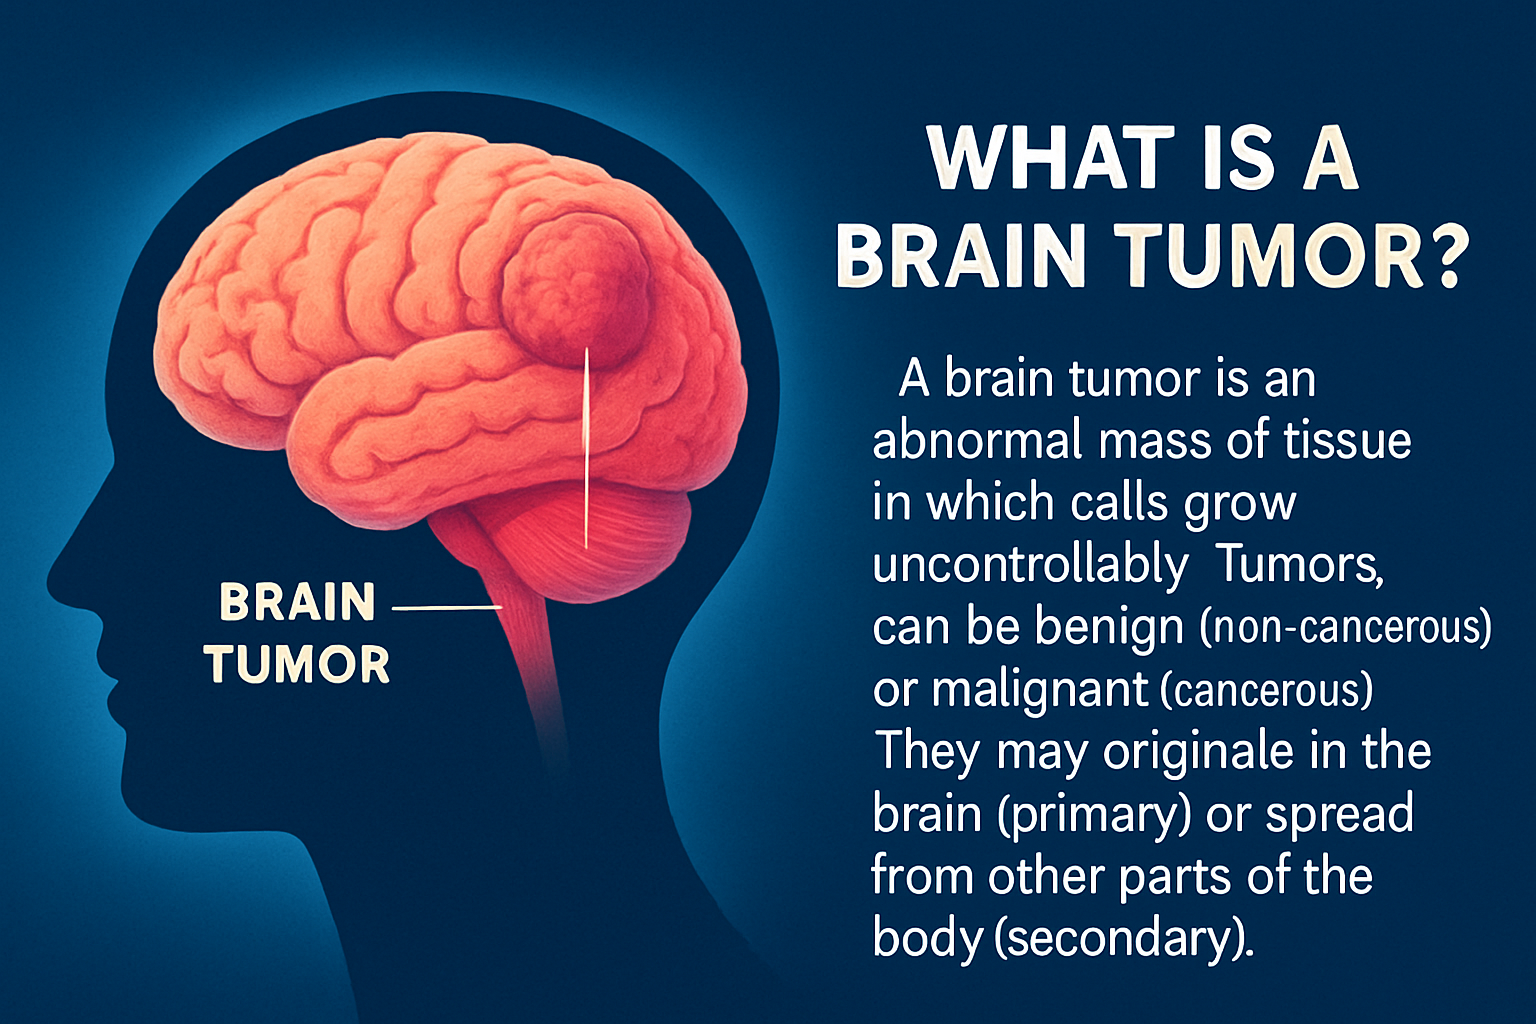 WHAT IS A
BRAIN TUMOR?
A brain tumor is an
abnormal mass of tissue
in which calls grow
uncontrollably Tumors,
can be benign (non-cancerous)
or malignant (cancerous)
They may originale in the
brain (primary) or spread
from other parts of the
body (secondary).
BRAIN
TUMOR